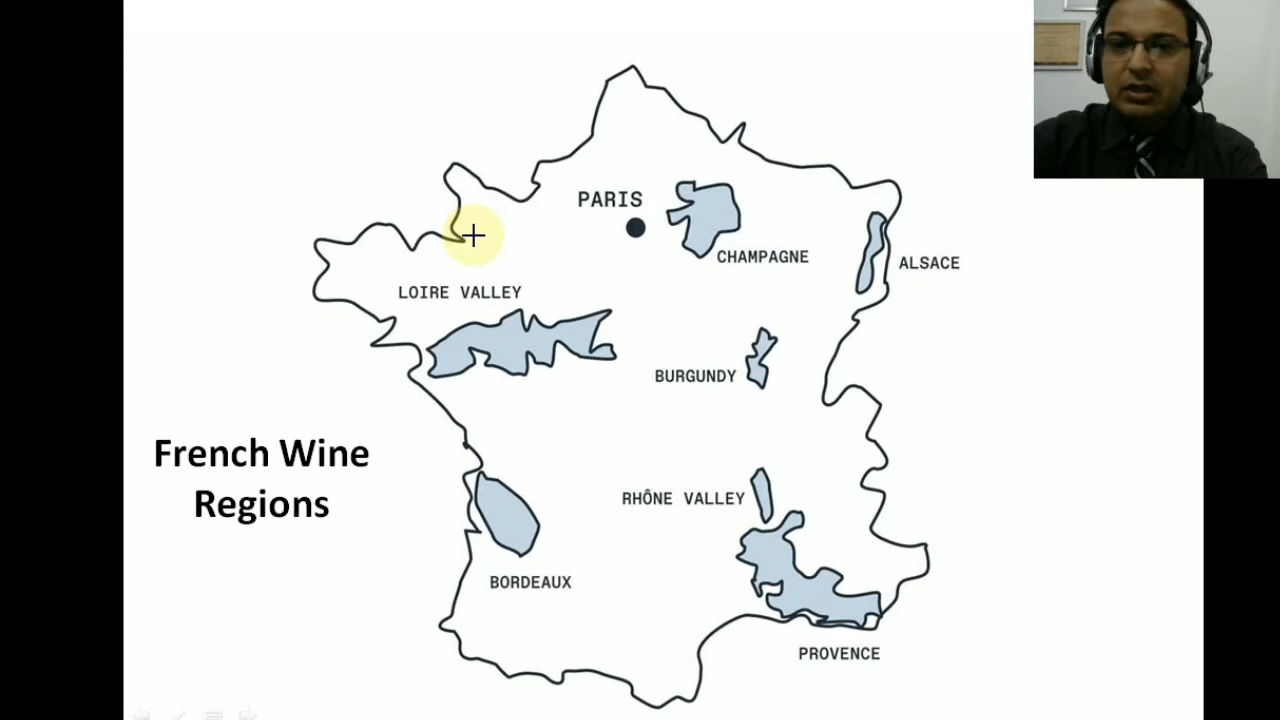 PARIS
CHAMPAGNE
ALSACE
LOIRE VALLEY
BURGUNDY
French Wine
Regions
RHÔNE VALLEY
BORDEAUX
PROVENCE